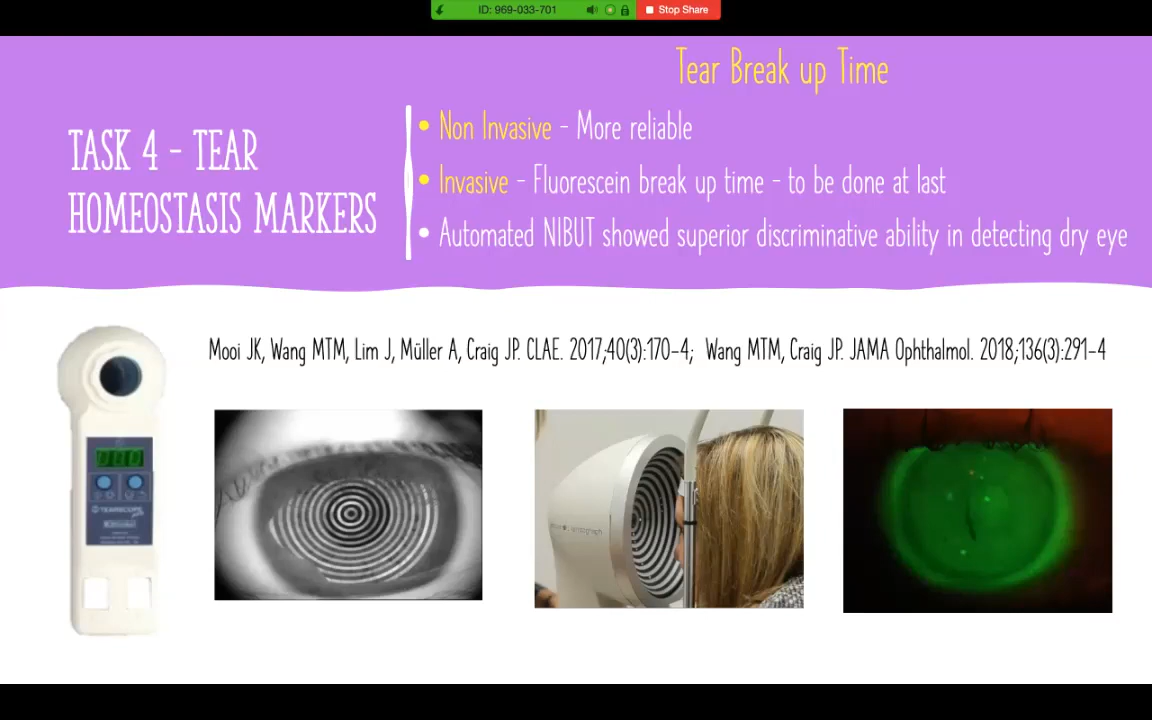 ID: 969-033-701
Stop Share
Tear Break up Time
TASK 4 - TEAR
HOMEOSTASIS MARKERS
• Non Invasive - More reliable
• Invasive - Fluorescein break up time - to be done at last
• Automated NIBUT showed superior discriminative ability in detecting dry eye
Mooi JK, Wang MTM, Lim J, Müller A, Craig JP. CLAE. 2017;40(3):170-4; Wang MTM, Craig JP. JAMA Ophthalmol. 2018;136(3):291-4
TEARSCOPE